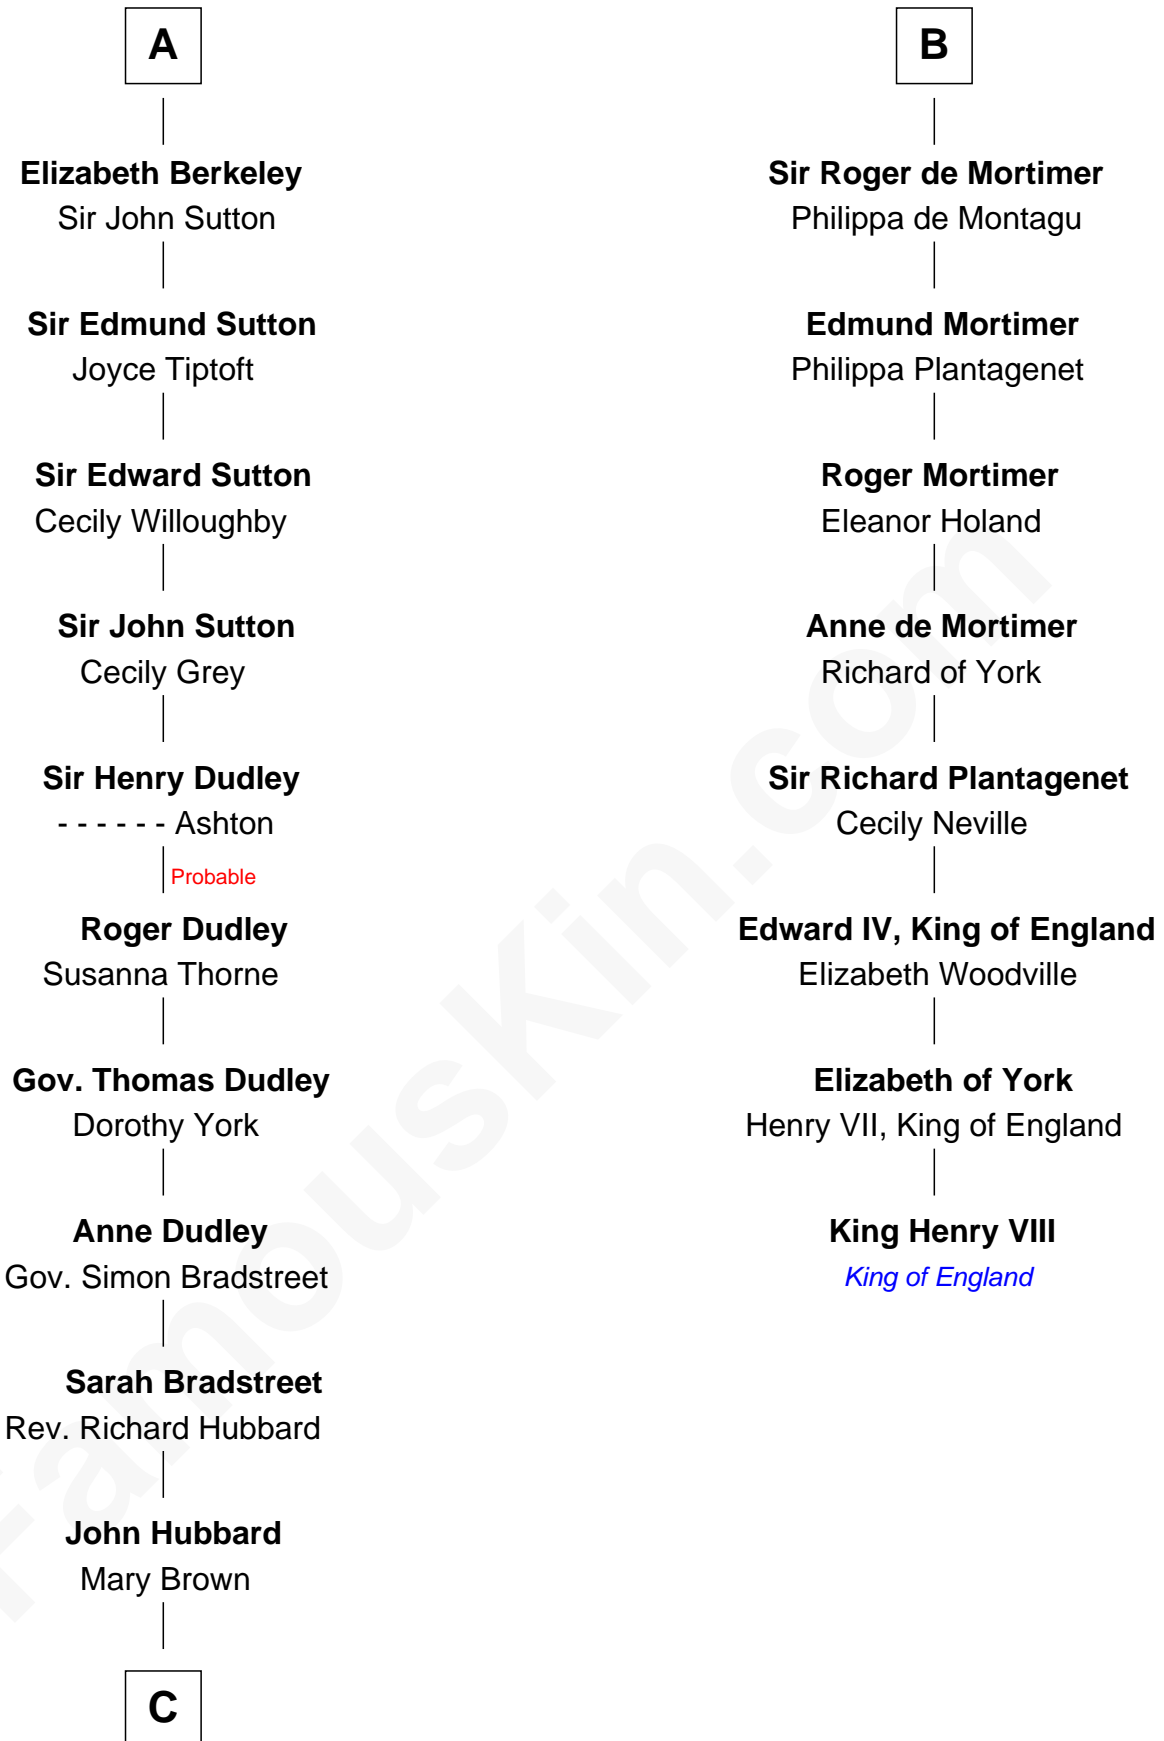 A
Elizabeth Berkeley
Sir John Sutton
Sir Edmund Sutton
Joyce Tiptoft
Sir Edward Sutton
Cecily Willoughby
Sir John Sutton
Cecily Grey
Sir Henry Dudley
- - - - - - Ashton
Probable
Roger Dudley
Susanna Thorne
Gov. Thomas Dudley
Dorothy York
Anne Dudley
Gov. Simon Bradstreet
Sarah Bradstreet
Rev. Richard Hubbard
John Hubbard
Mary Brown
C
B
Sir Roger de Mortimer
Philippa de Montagu
Edmund Mortimer
Philippa Plantagenet
Roger Mortimer
Eleanor Holand
Anne de Mortimer
Richard of York
Sir Richard Plantagenet
Cecily Neville
Edward IV, King of England
Elizabeth Woodville
Elizabeth of York
Henry VII, King of England
King Henry VIII
King of England
FamousKin.com